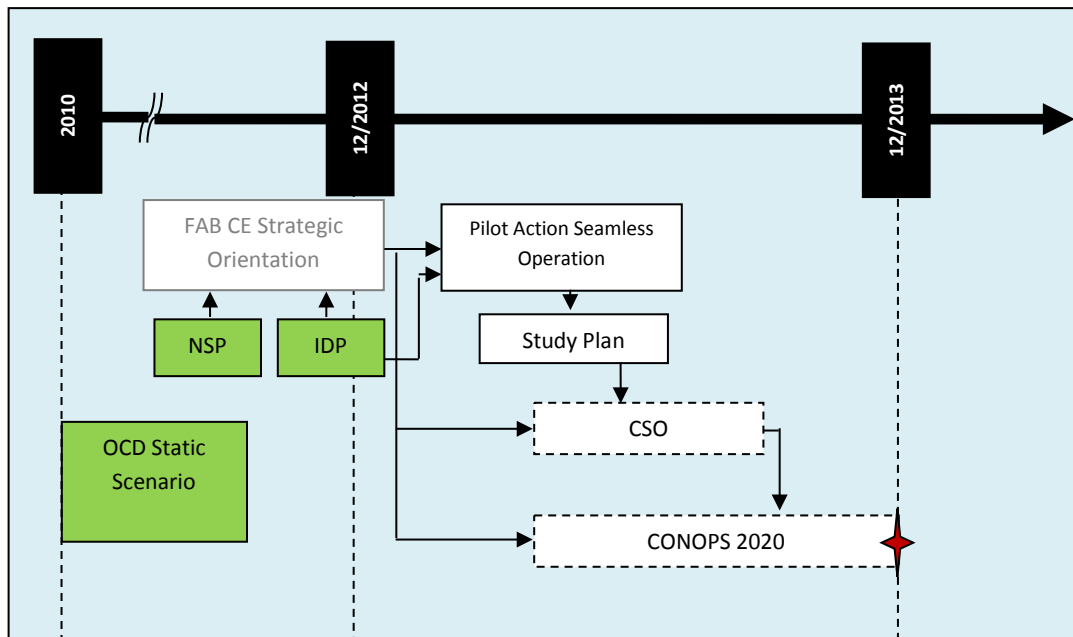 2010
12/2012
12/2013
FAB CE Strategic
Orientation
Pilot Action Seamless
Operation
NSP
IDP
Study Plan
OCD Static
Scenario
CSO
CONOPS 2020